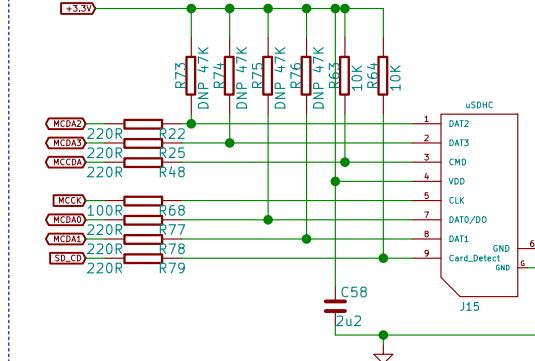 +3.3V
R73 DNP 47K
R74 DNP 47K
R75 DNP 47K
R76 DNP 47K
R63 10K
R64 10K
uSDHC
MCDA2 220R R22 1 DAT2
MCDA3 220R R25 2 DAT3
MCCDA 220R R48 3 CMD
4 VDD
MCCK 100R R68 5 CLK
MCDA0 220R R77 7 DAT0/DO
MCDA1 220R R78 8 DAT1
SD_CD 220R R79 9 Card_Detect
GND 6
GND G
J15
C58
2u2